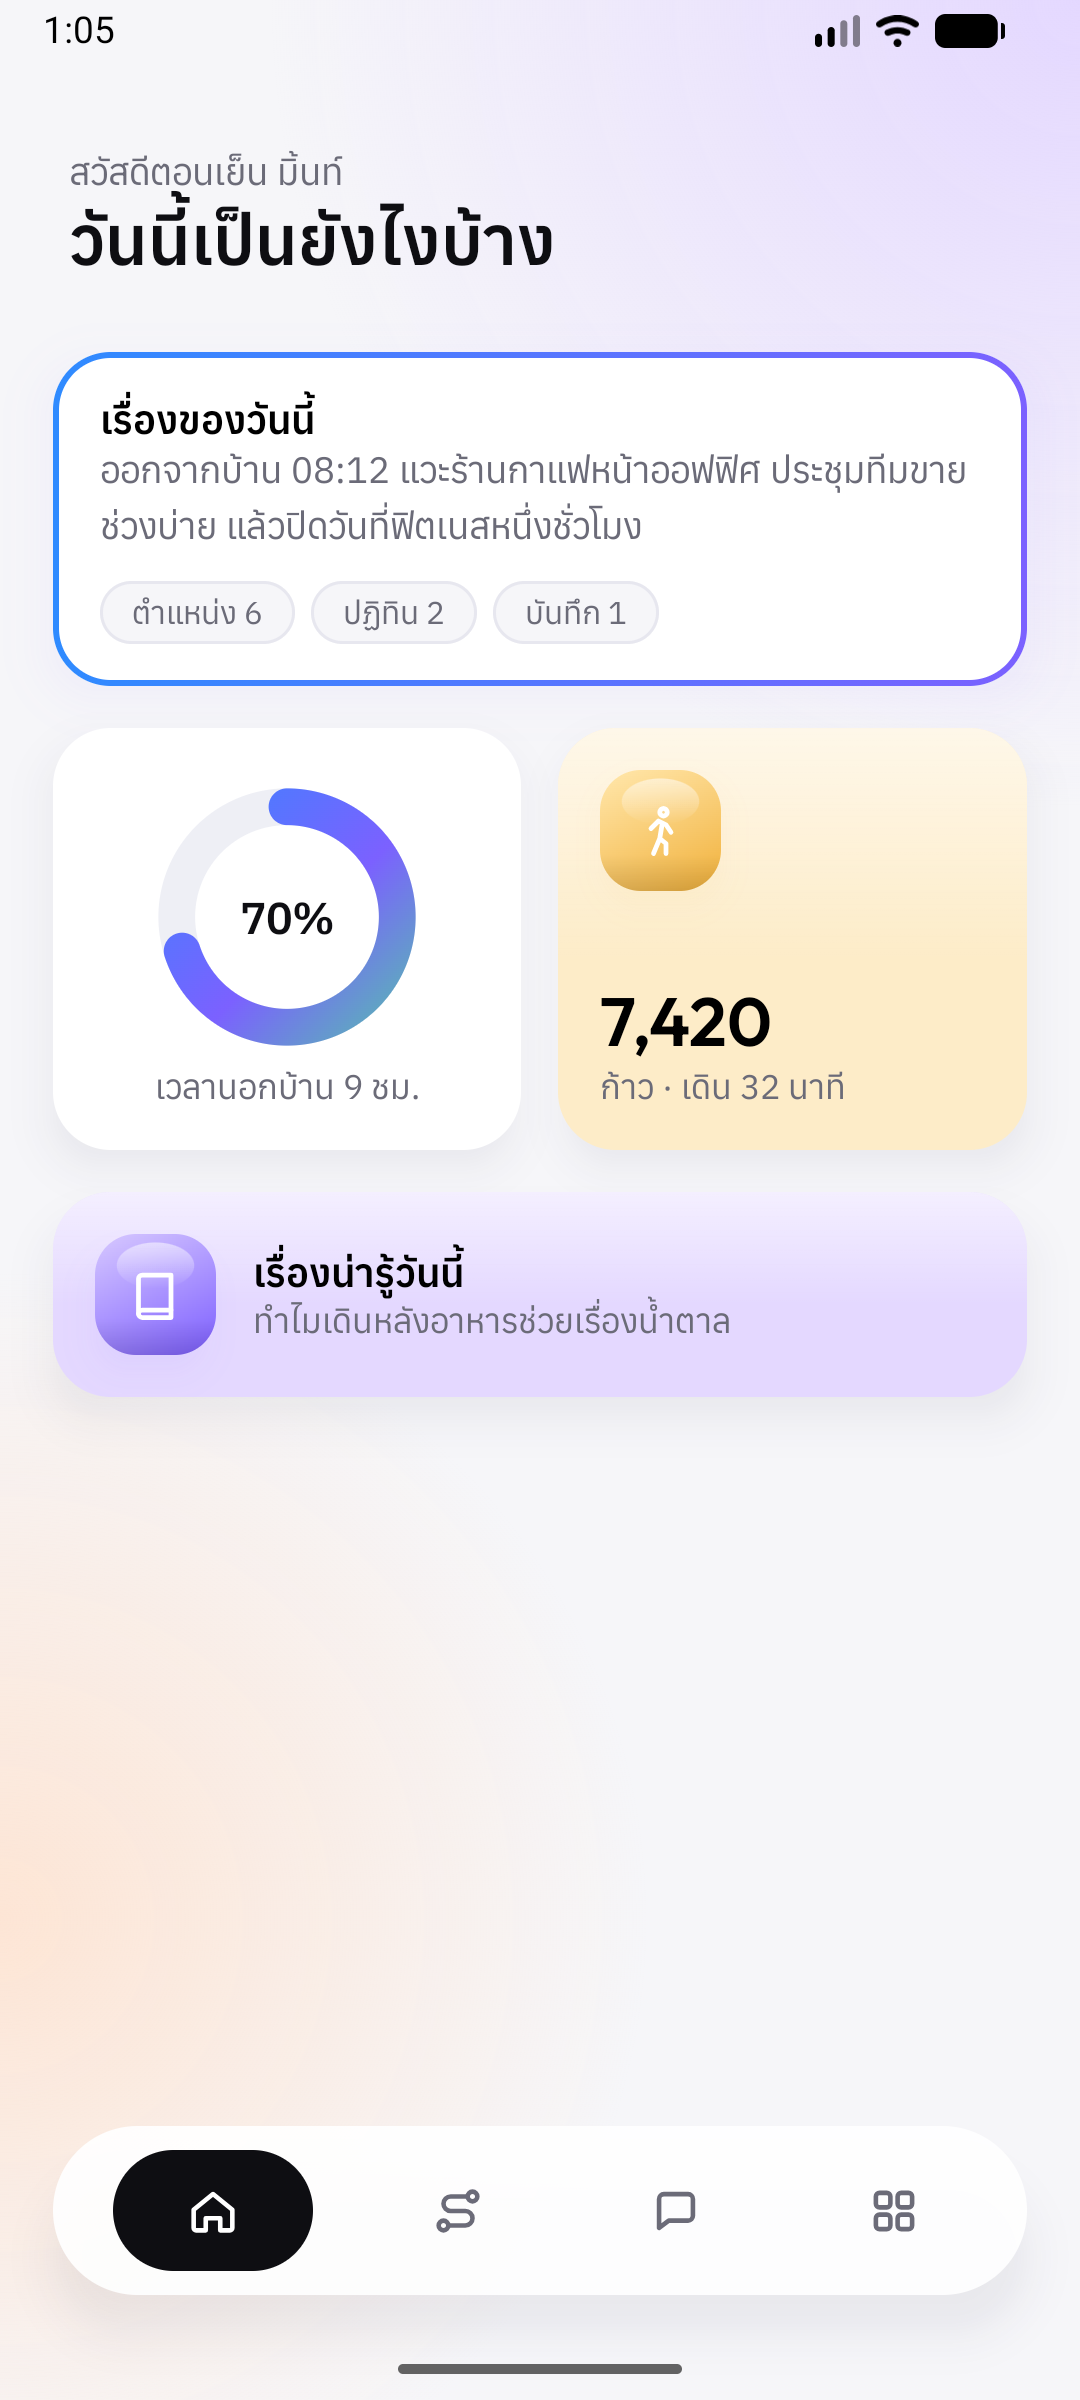 1:05
สวัสดีตอนเย็น มิ้นท์
วันนี้เป็นยังไงบ้าง
เรื่องของวันนี้
ออกจากบ้าน 08:12 แวะร้านกาแฟหน้าออฟฟิศ ประชุมทีมขาย
ช่วงบ่าย แล้วปิดวันที่ฟิตเนสหนึ่งชั่วโมง
ตำแหน่ง 6
ปฏิทิน 2
บันทึก 1
70%
เวลานอกบ้าน 9 ชม.
7,420
ก้าว · เดิน 32 นาที
เรื่องน่ารู้วันนี้
ทำไมเดินหลังอาหารช่วยเรื่องน้ำตาล